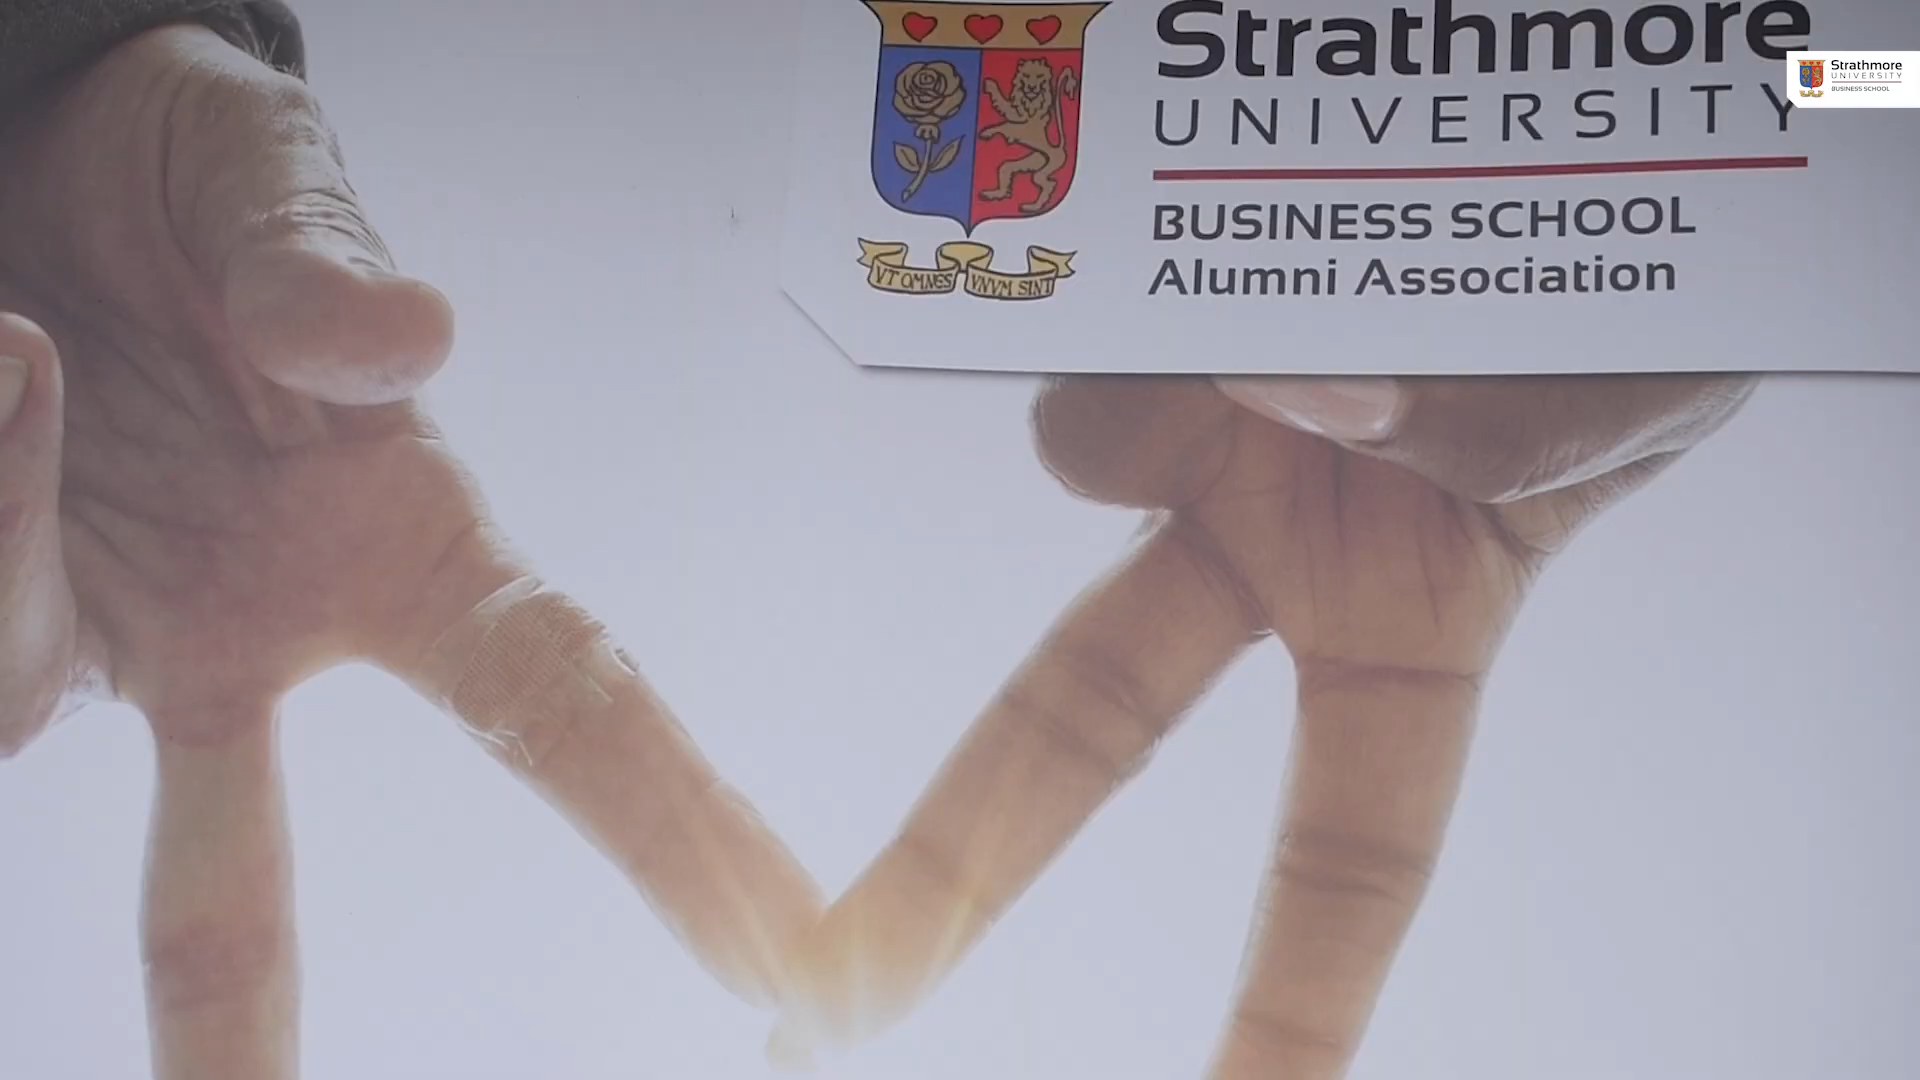 Strathmore
UNIVERSITY
BUSINESS SCHOOL
Alumni Association
VT OMNES VNVM SINT
Strathmore
UNIVERSITY
BUSINESS SCHOOL